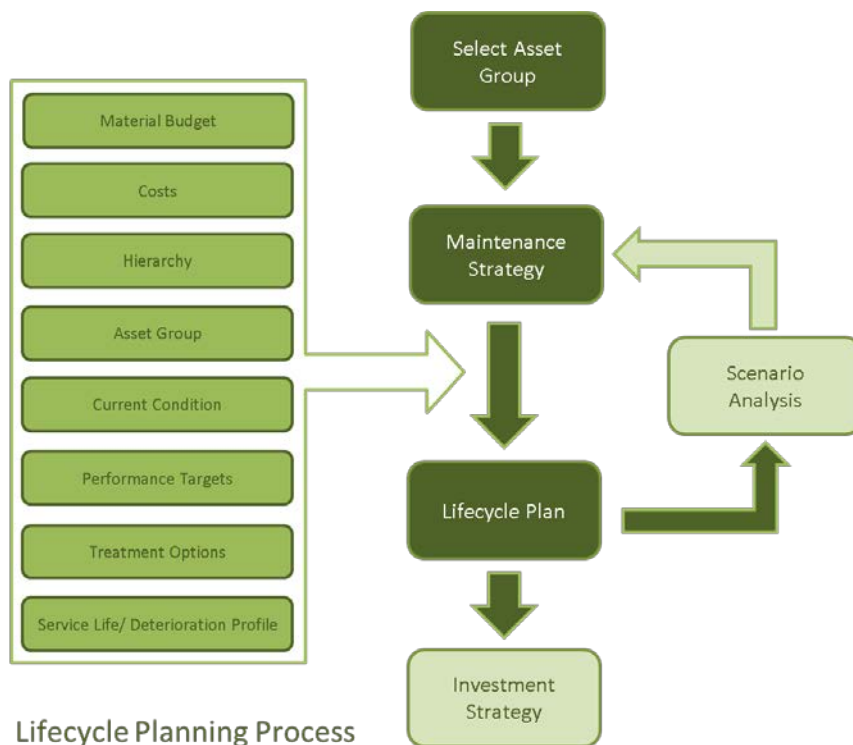 Select Asset
Group
Material Budget
Costs
Hierarchy
Asset Group
Current Condition
Performance Targets
Treatment Options
Service Life/ Deterioration Profile
Maintenance
Strategy
Scenario
Analysis
Lifecycle Plan
Investment
Strategy
Lifecycle Planning Process